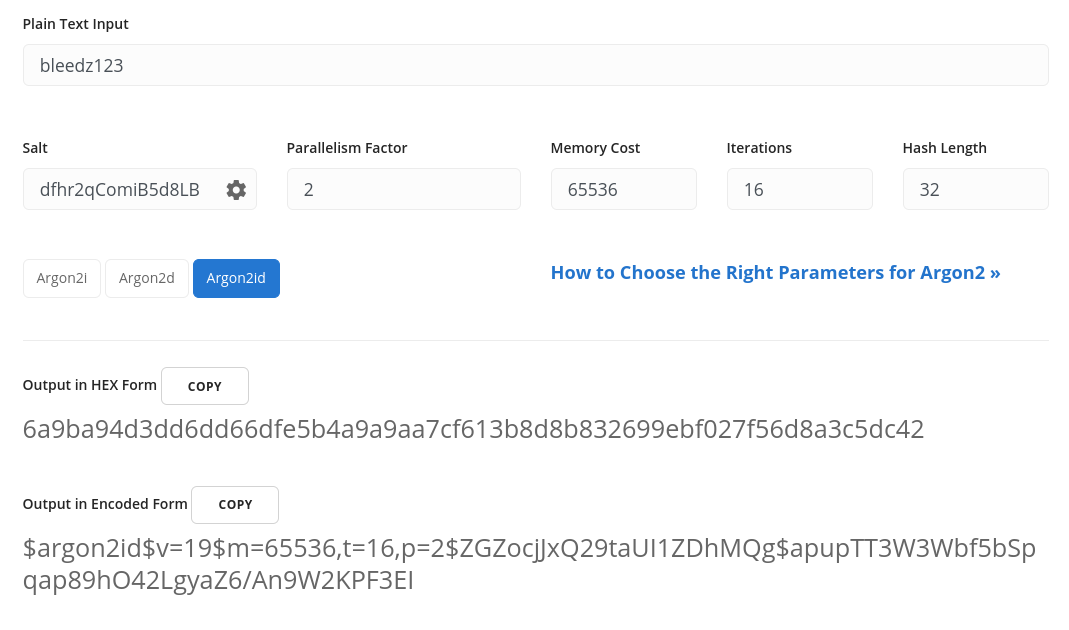 Plain Text Input
bleedz123
Salt
Parallelism Factor
Memory Cost
Iterations
Hash Length
dfhr2qComiB5d8LB
2
65536
16
32
Argon2i
Argon2d
Argon2id
How to Choose the Right Parameters for Argon2 »
Output in HEX Form
COPY
6a9ba94d3dd6dd66dfe5b4a9a9aa7cf613b8d8b832699ebf027f56d8a3c5dc42
Output in Encoded Form
COPY
$argon2id$v=19$m=65536,t=16,p=2$ZGZocjJxQ29taUI1ZDhMQg$apupTT3W3Wbf5bSp
qap89hO42LgyaZ6/An9W2KPF3EI